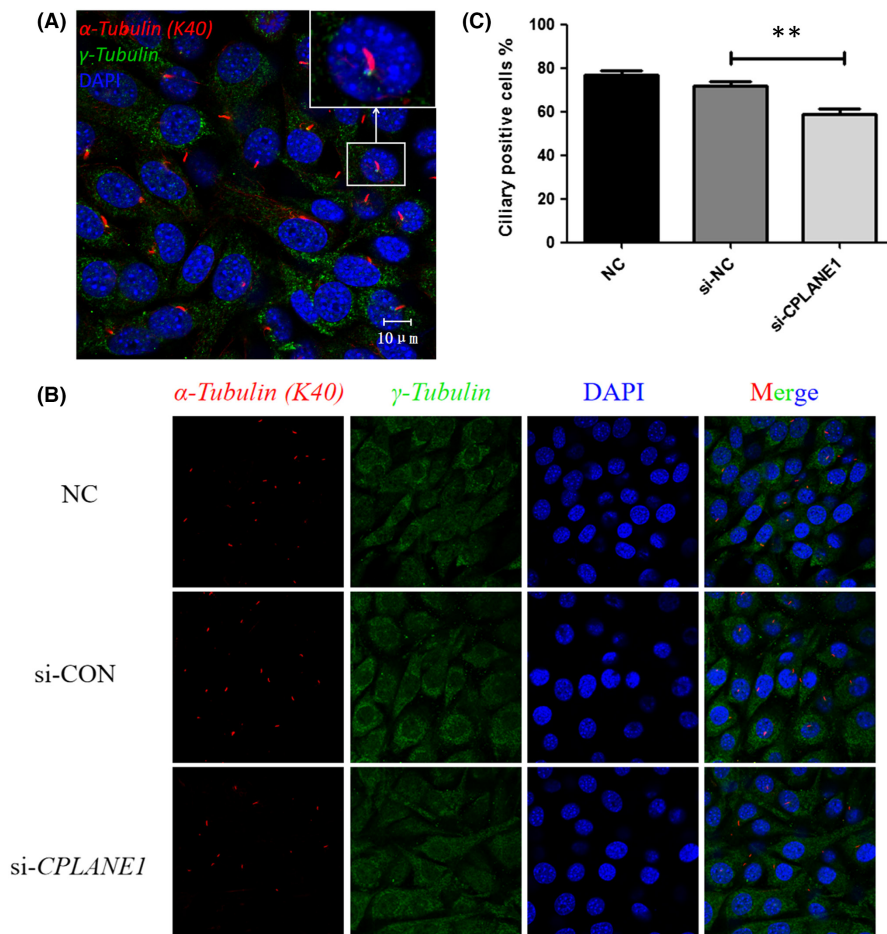 (A)
α-Tubulin (K40)
γ-Tubulin
DAPI
10 μm
(C)
Ciliary positive cells %
100
80
60
40
20
0
**
NC
si-NC
si-CPLANE1
(B)
α-Tubulin (K40) γ-Tubulin DAPI Merge
NC
si-CON
si-CPLANE1